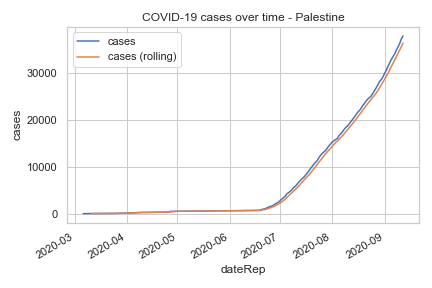 COVID-19 cases over time - Palestine
cases
cases (rolling)
30000
20000
10000
0
cases
2020-03
2020-04
2020-05
2020-06
2020-07
2020-08
2020-09
dateRep